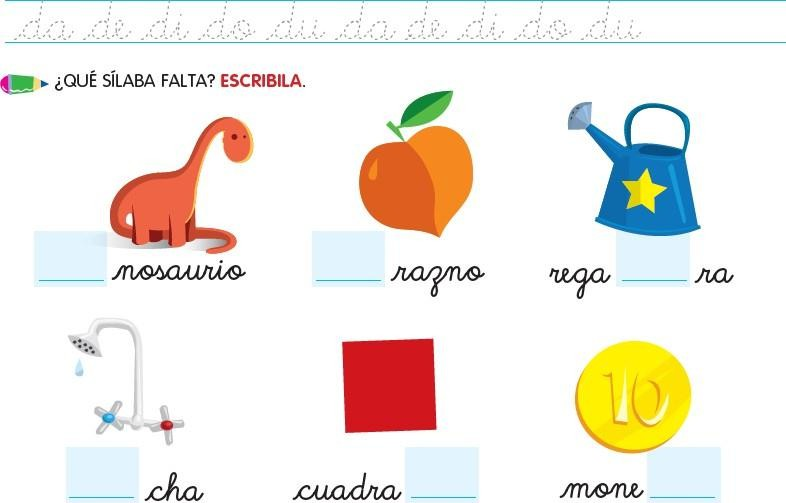 da de di do du da de di do du
¿QUÉ SÍLABA FALTA? ESCRIBILA.
nosaurio
razno
rega ra
10
cha
cuadra
mone